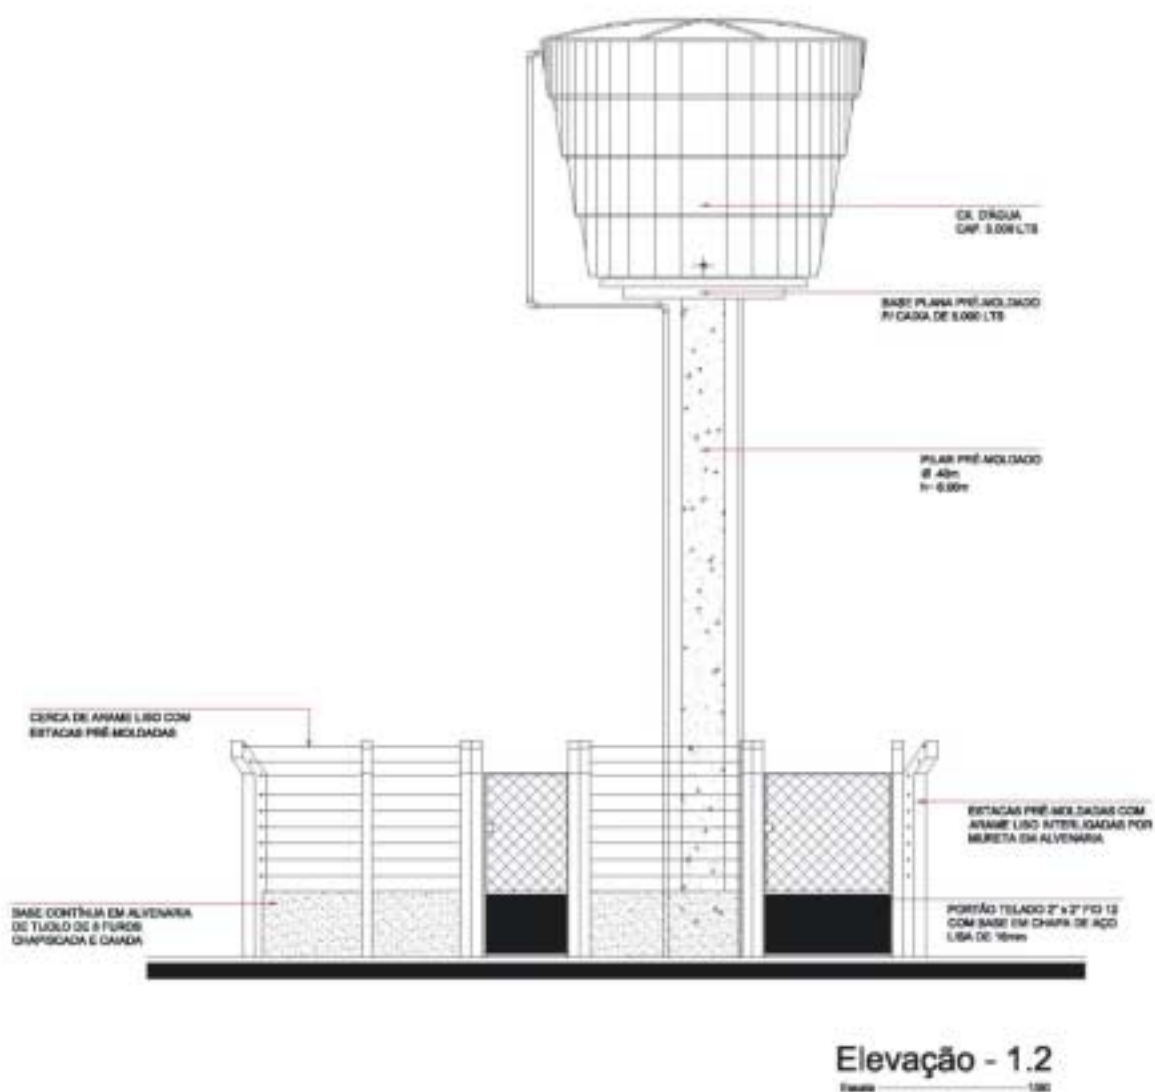 CX. D'ÁGUA
CAP. 5.000 LTS
BASE PLANA PRÉ-MOLDADO
P/ CAIXA DE 5.000 LTS
PILAR PRÉ-MOLDADO
Ø .40m
h=
CERCA DE ARAME LISO COM
ESTACAS PRÉ-MOLDADAS
ESTACAS PRÉ-MOLDADAS COM
ARAME LISO INTERLIGADAS POR
MURETA EM ALVENARIA
BASE CONTÍNUA EM ALVENARIA
DE TIJOLO DE 8 FUROS
CHAPISCADA E CAIADA
PORTÃO TELADO 2" x 2" FIO 12
COM BASE EM CHAPA DE AÇO
LISA DE 16mm
Elevação - 1.2
Escala